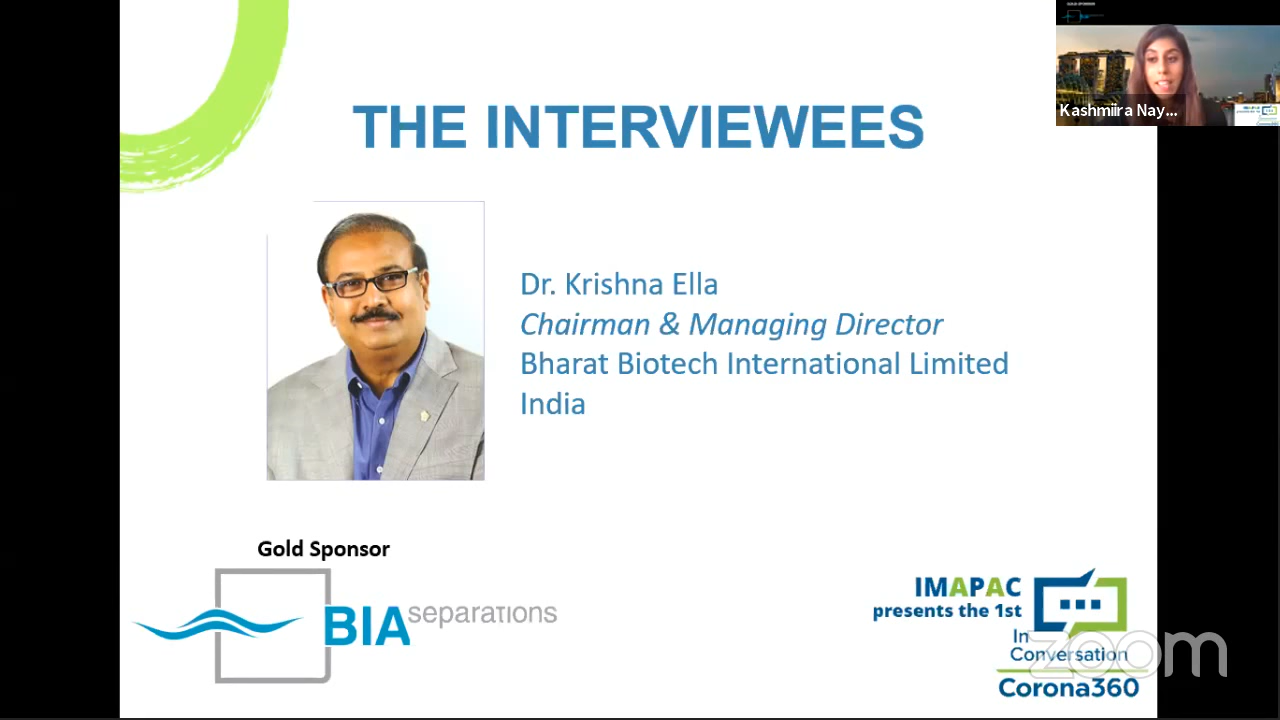 THE INTERVIEWEES
Kashmiira Nay...
Dr. Krishna Ella
Chairman & Managing Director
Bharat Biotech International Limited
India
Gold Sponsor
BIA separations
IMAPAC
presents the 1st
In
Conversation
Corona360
zoom